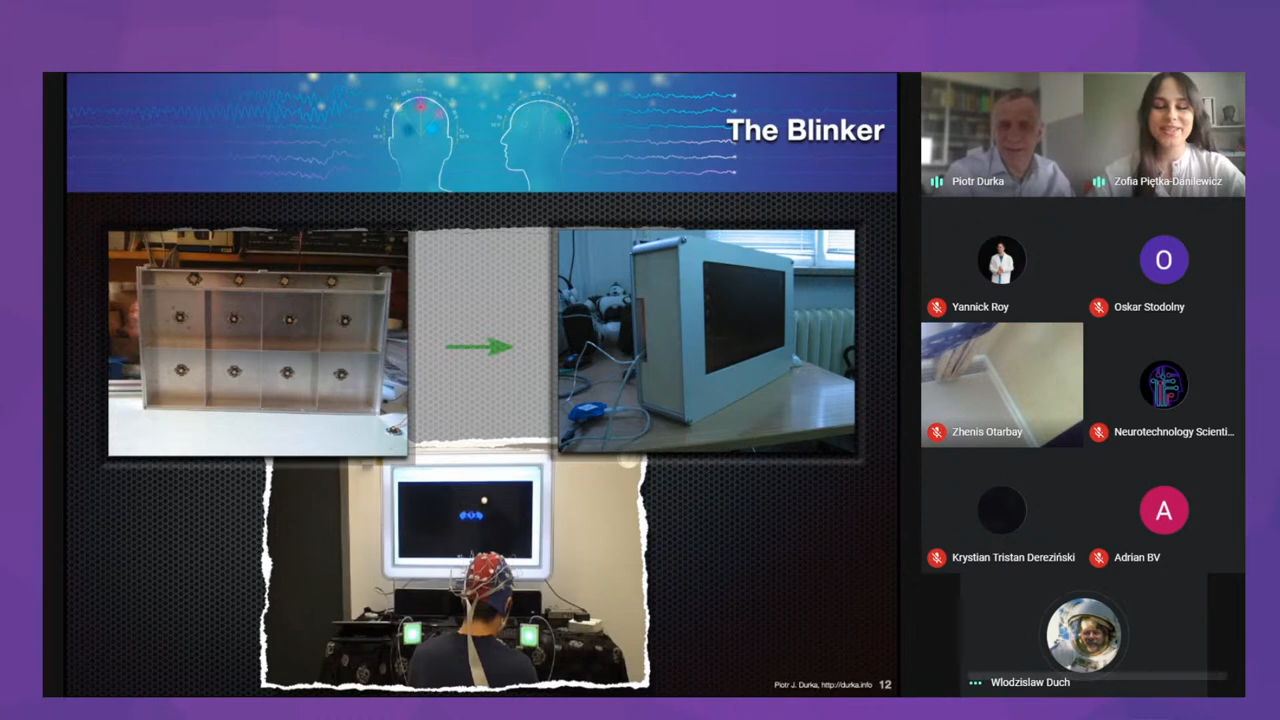 The Blinker
Piotr J. Durka, http://durka.info 12
Piotr Durka
Zofia Piętka-Danilewicz
Yannick Roy
O
Oskar Stodolny
Zhenis Otarbay
Neurotechnology Scienti...
Krystian Tristan Dereziński
A
Adrian BV
Wlodzislaw Duch